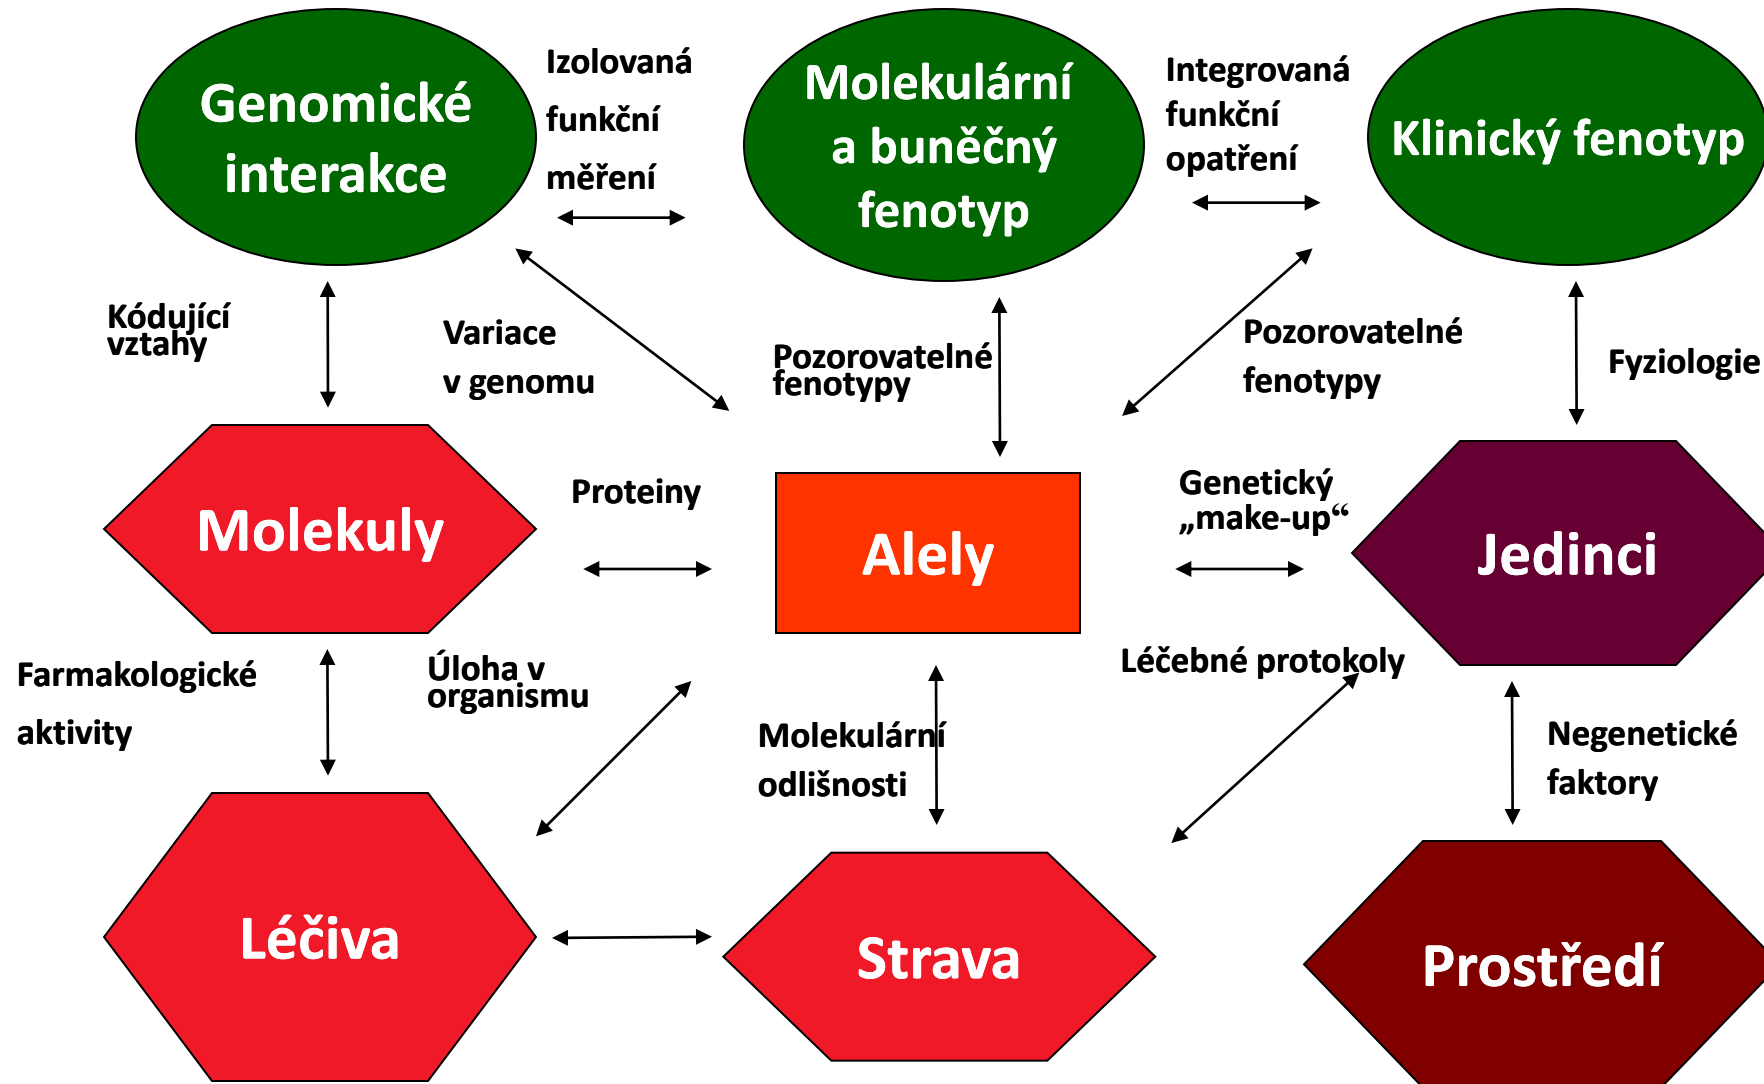 Genomické
interakce
Izolovaná
funkční
měření
Molekulární
a buněčný
fenotyp
Integrovaná
funkční
opatření
Klinický fenotyp
Kódující
vztahy
Variace
v genomu
Pozorovatelné
fenotypy
Pozorovatelné
fenotypy
Fyziologie
Molekuly
Proteiny
Alely
Genetický
„make-up“
Jedinci
Farmakologické
aktivity
Úloha v
organismu
Molekulární
odlišnosti
Léčebné protokoly
Negenetické
faktory
Léčiva
Strava
Prostředí